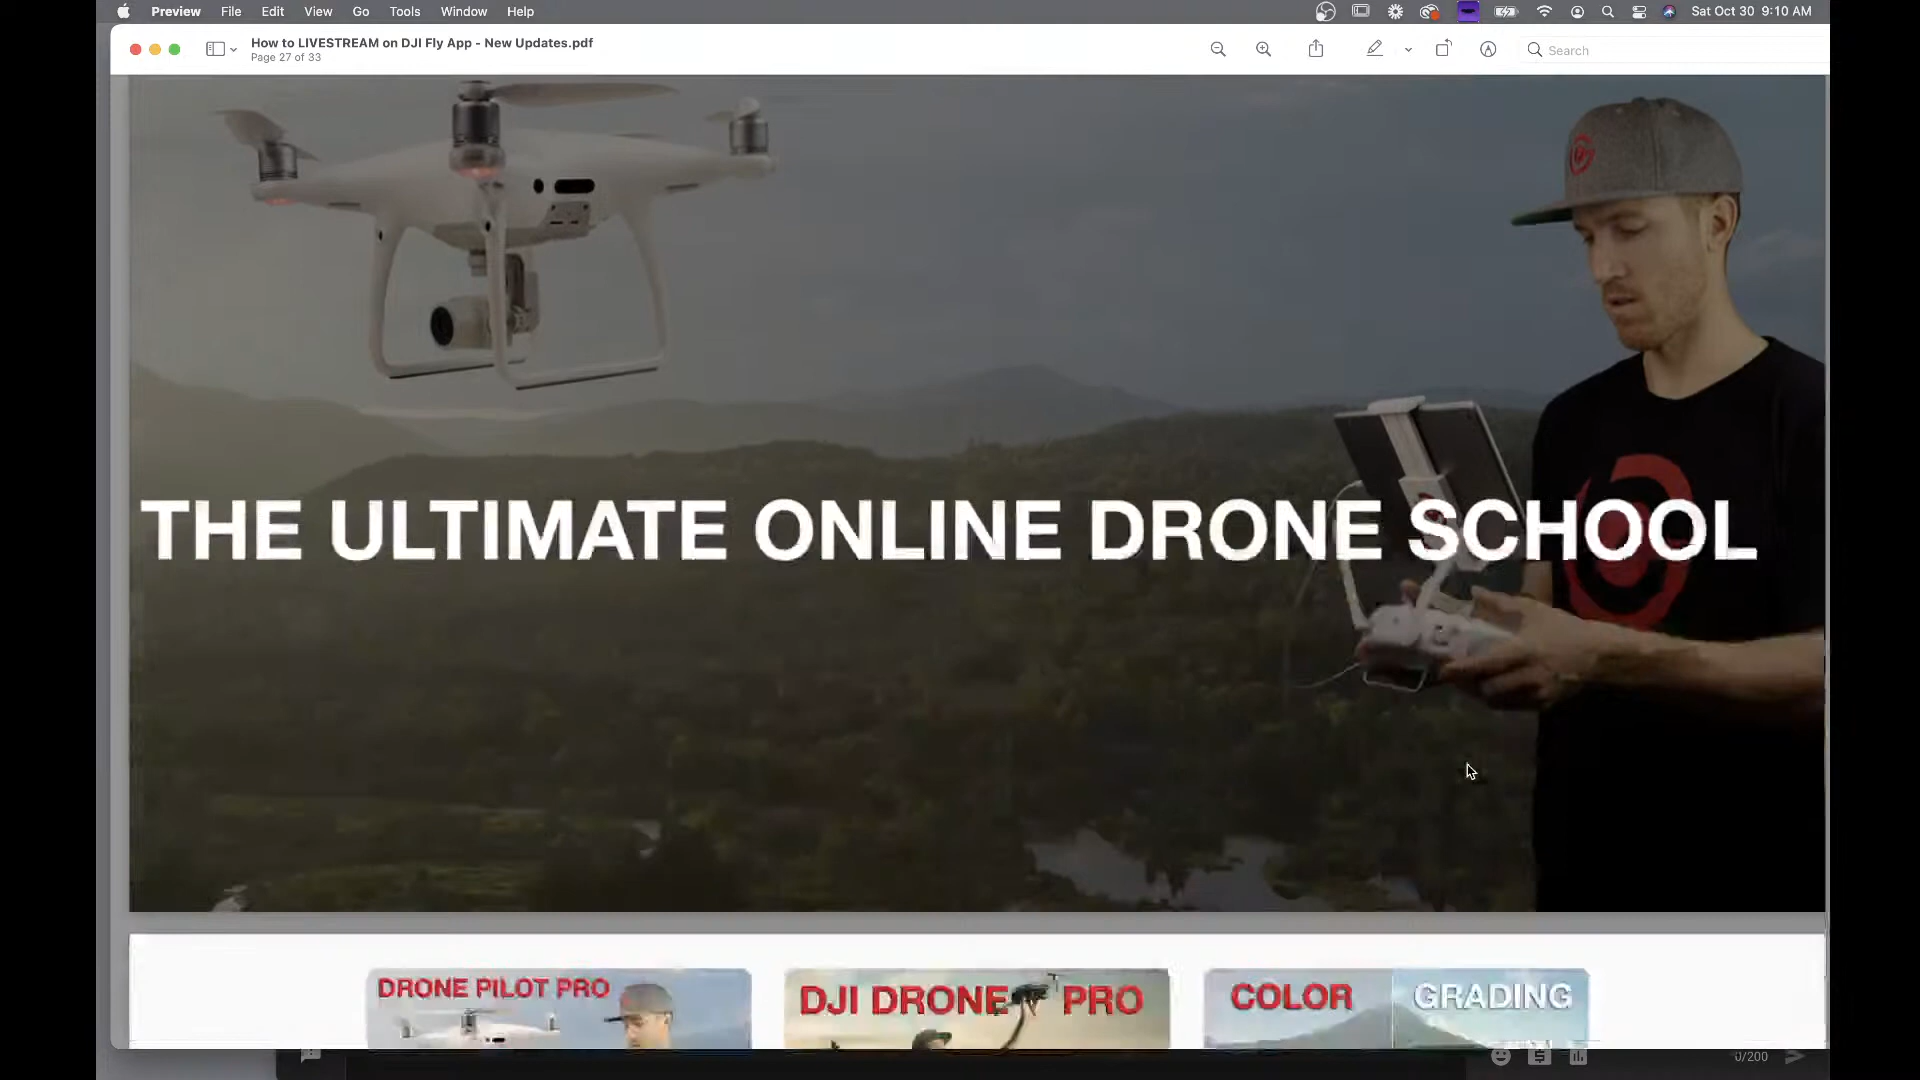 Preview File Edit View Go Tools Window Help Sat Oct 30 9:10 AM
How to LIVESTREAM on DJI Fly App - New Updates.pdf
Page 27 of 33
Search
THE ULTIMATE ONLINE DRONE SCHOOL
DRONE PILOT PRO
DJI DRONE PRO
COLOR GRADING
0/200